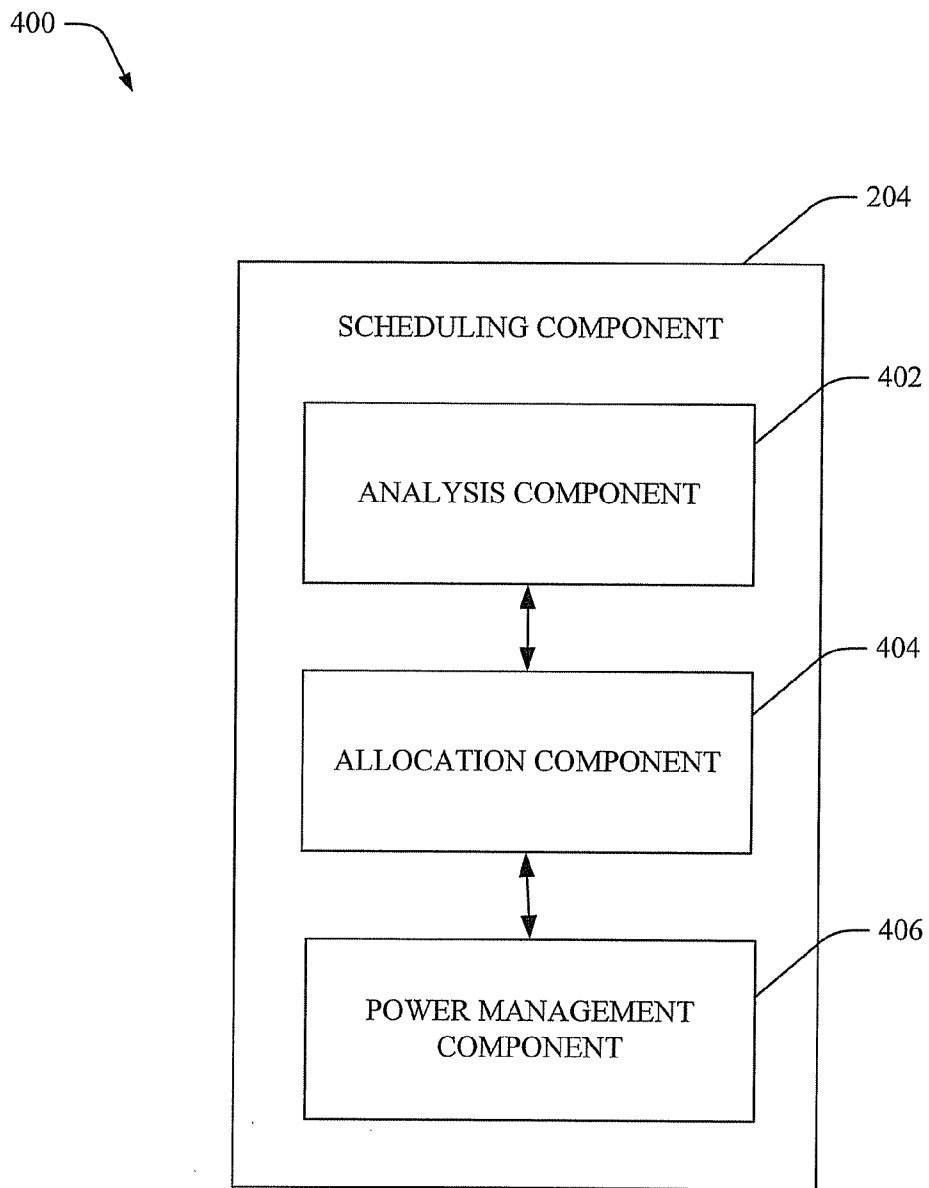 400
204
SCHEDULING COMPONENT
402
ANALYSIS COMPONENT
404
ALLOCATION COMPONENT
406
POWER MANAGEMENT
COMPONENT